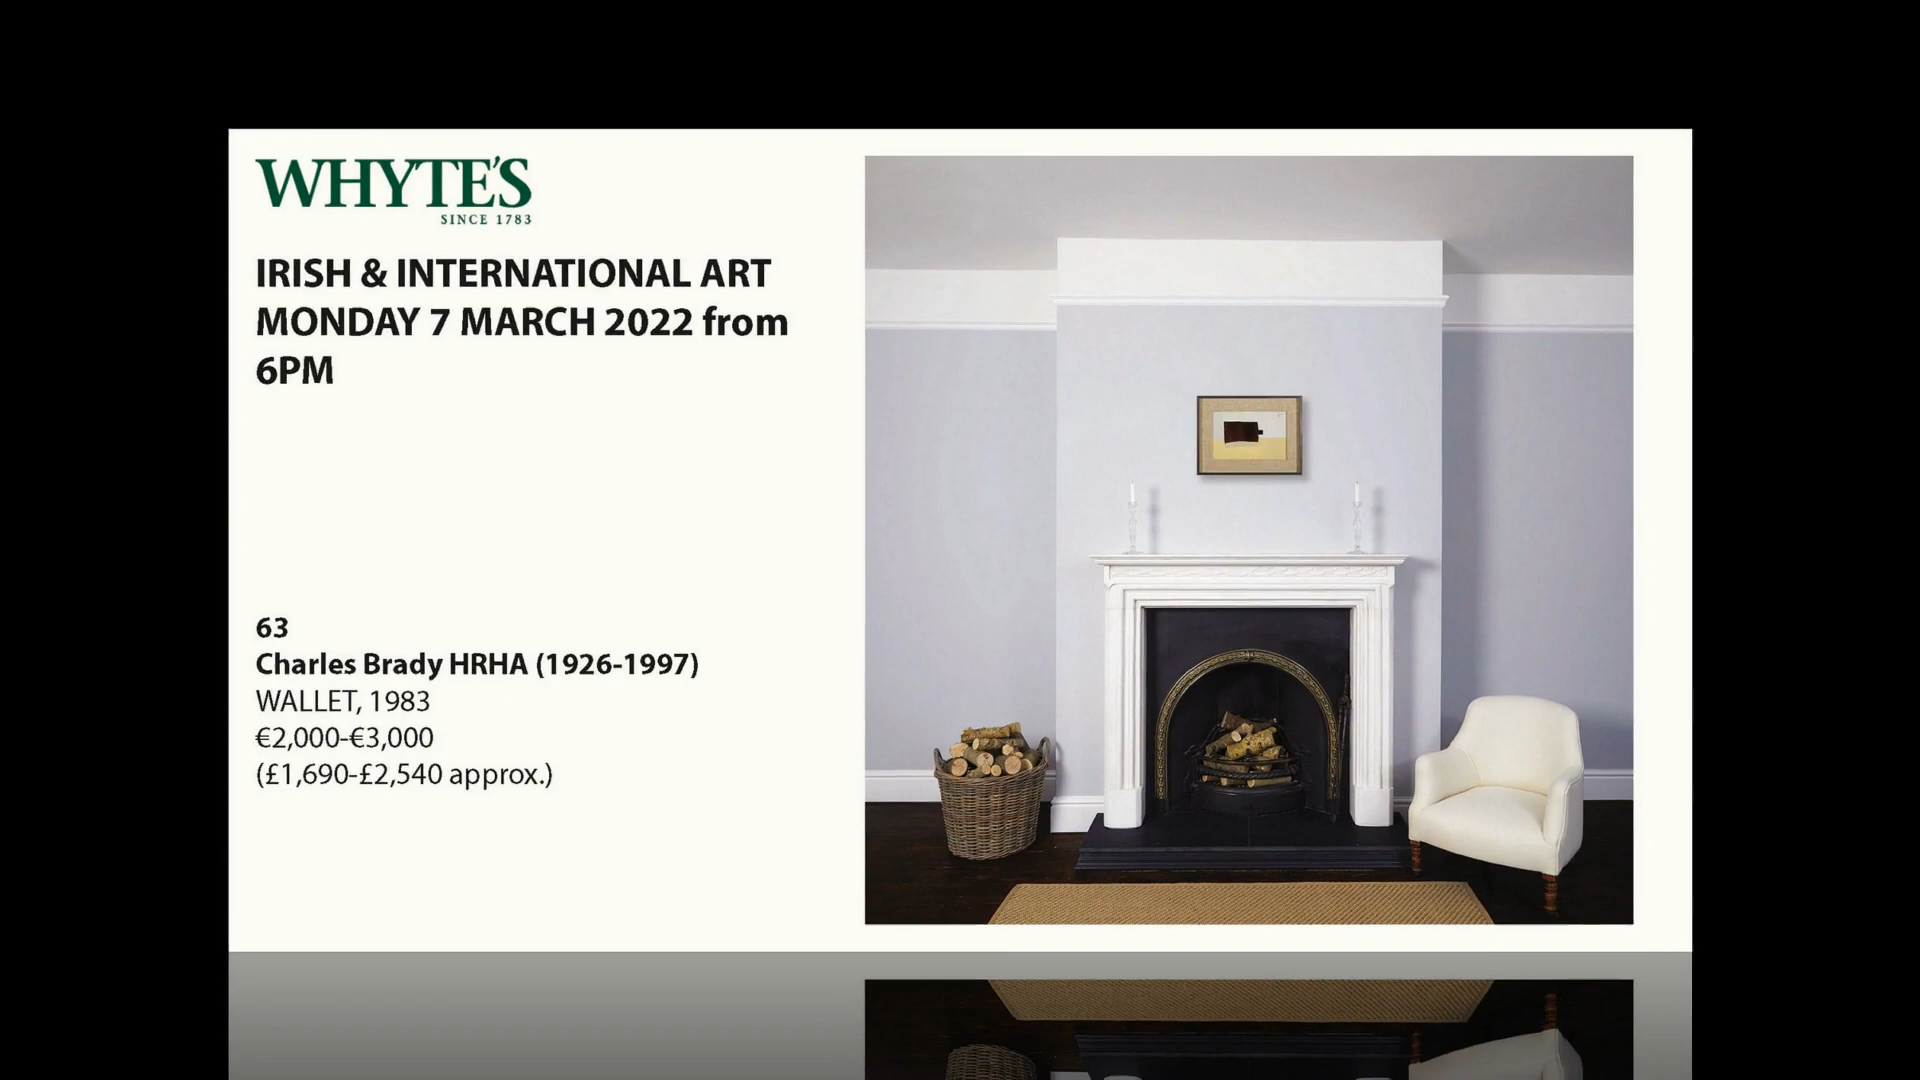 WHYTE'S
SINCE 1783
IRISH & INTERNATIONAL ART
MONDAY 7 MARCH 2022 from
6PM
63
Charles Brady HRHA (1926-1997)
WALLET, 1983
€2,000-€3,000
(£1,690-£2,540 approx.)